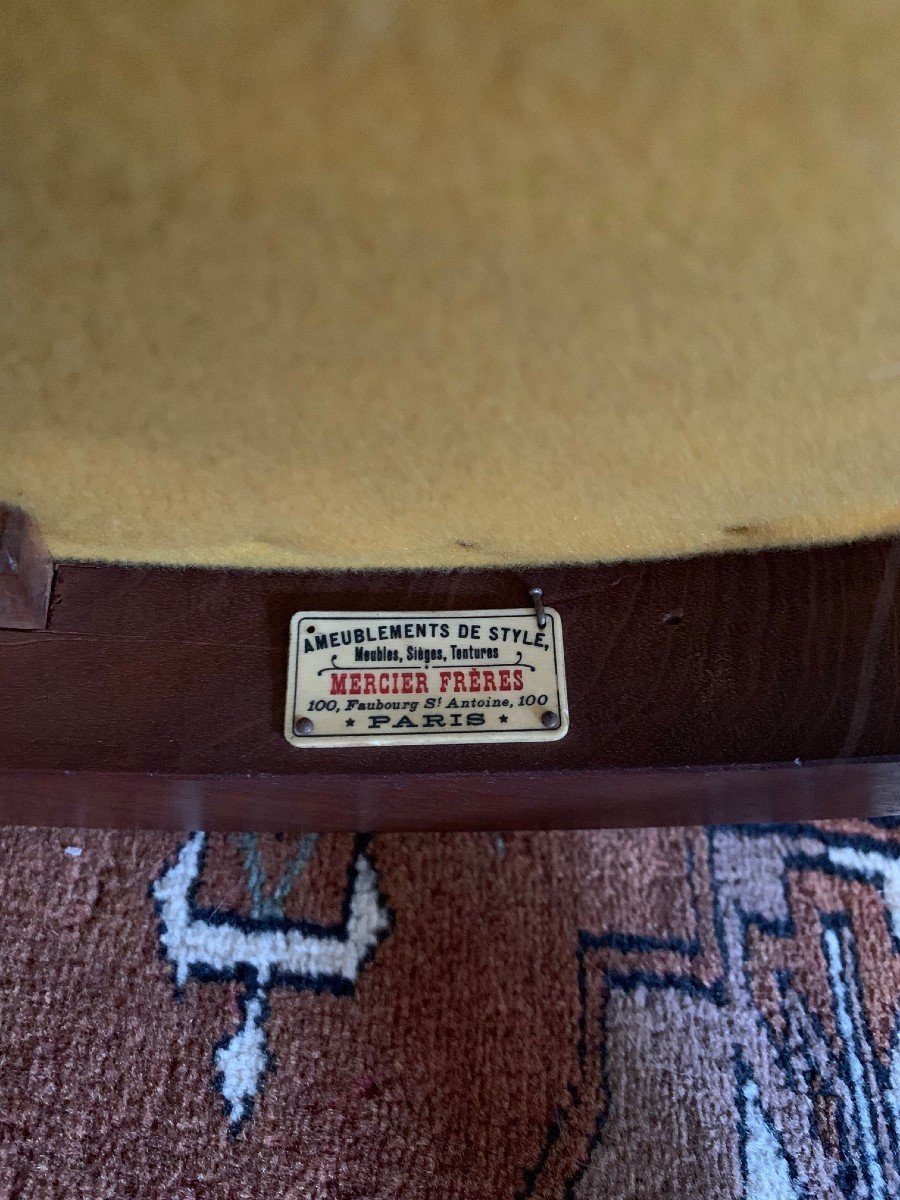 AMEUBLEMENTS DE STYLE,
Meubles, Sièges, Tentures
MERCIER FRÈRES
100, Faubourg St Antoine, 100
★ PARIS ★